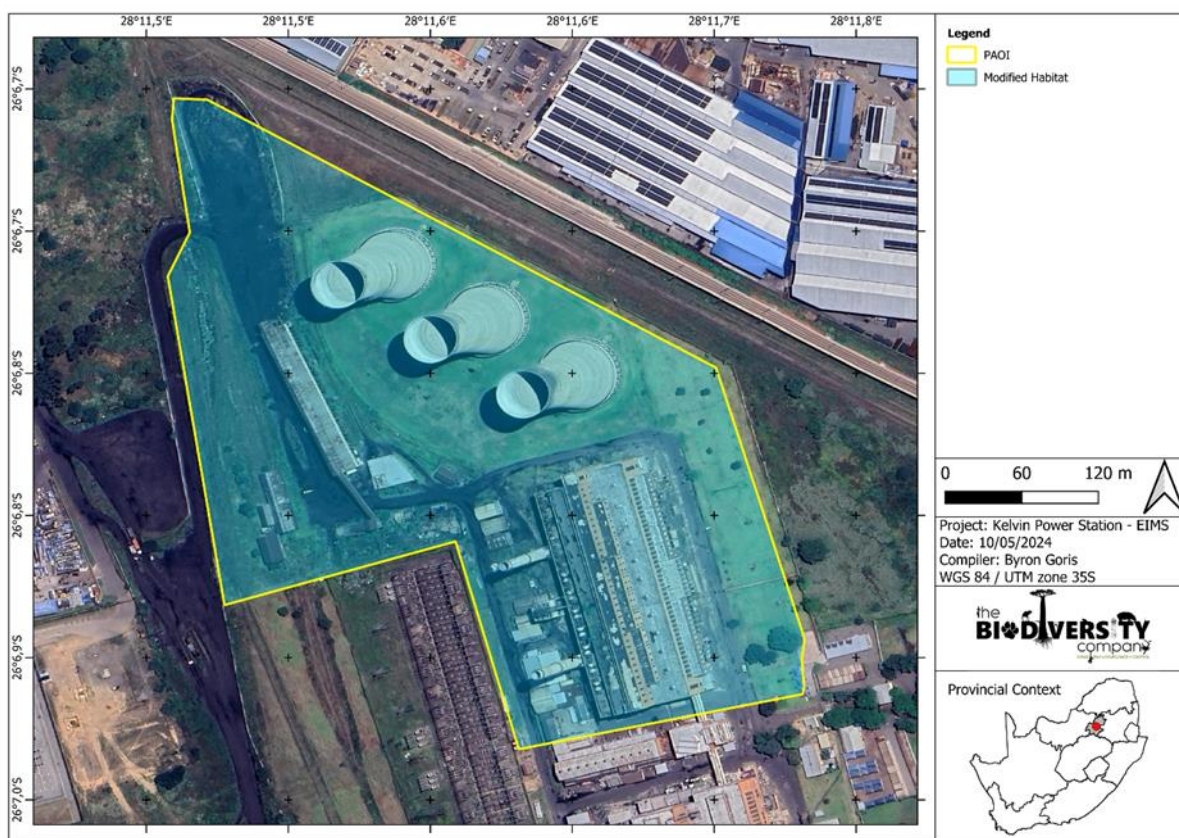 28°11,5'E 28°11,5'E 28°11,6'E 28°11,6'E 28°11,7'E 28°11,8'E
26°6,7'S
26°6,7'S
26°6,8'S
26°6,8'S
26°6,9'S
26°7,0'S
Legend
PAOI
Modified Habitat
0 60 120 m
Project: Kelvin Power Station - EIMS
Date: 10/05/2024
Compiler: Byron Goris
WGS 84 / UTM zone 35S
the
BIODIVERSITY
company
Provincial Context